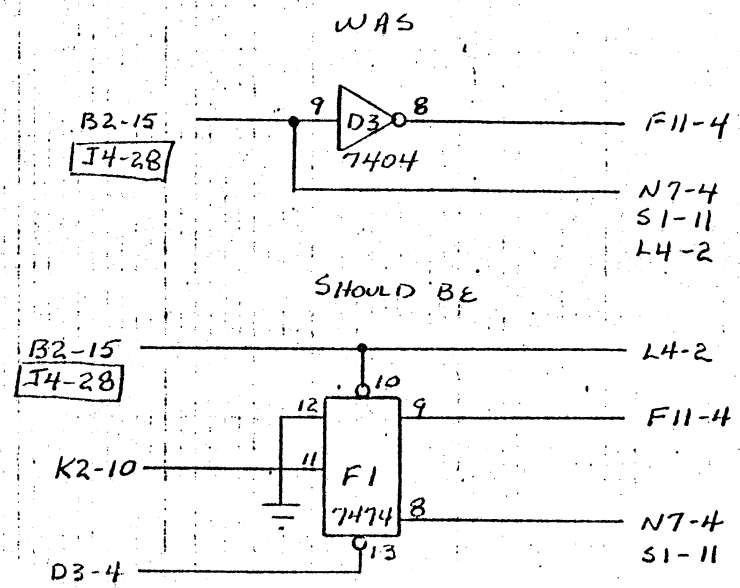 WAS
B2-15
J4-28
9
D3
8
7404
F11-4
N7-4
S1-11
L4-2
SHOULD BE
B2-15
J4-28
L4-2
10
12
9
F11-4
K2-10
11
F1
7474
8
N7-4
S1-11
13
D3-4